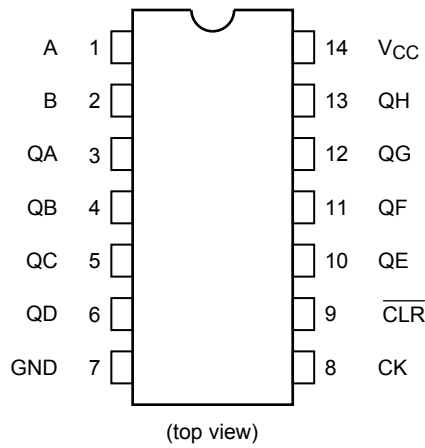 A 1 14 VCC
B 2 13 QH
QA 3 12 QG
QB 4 11 QF
QC 5 10 QE
QD 6 9 CLR
GND 7 8 CK
(top view)